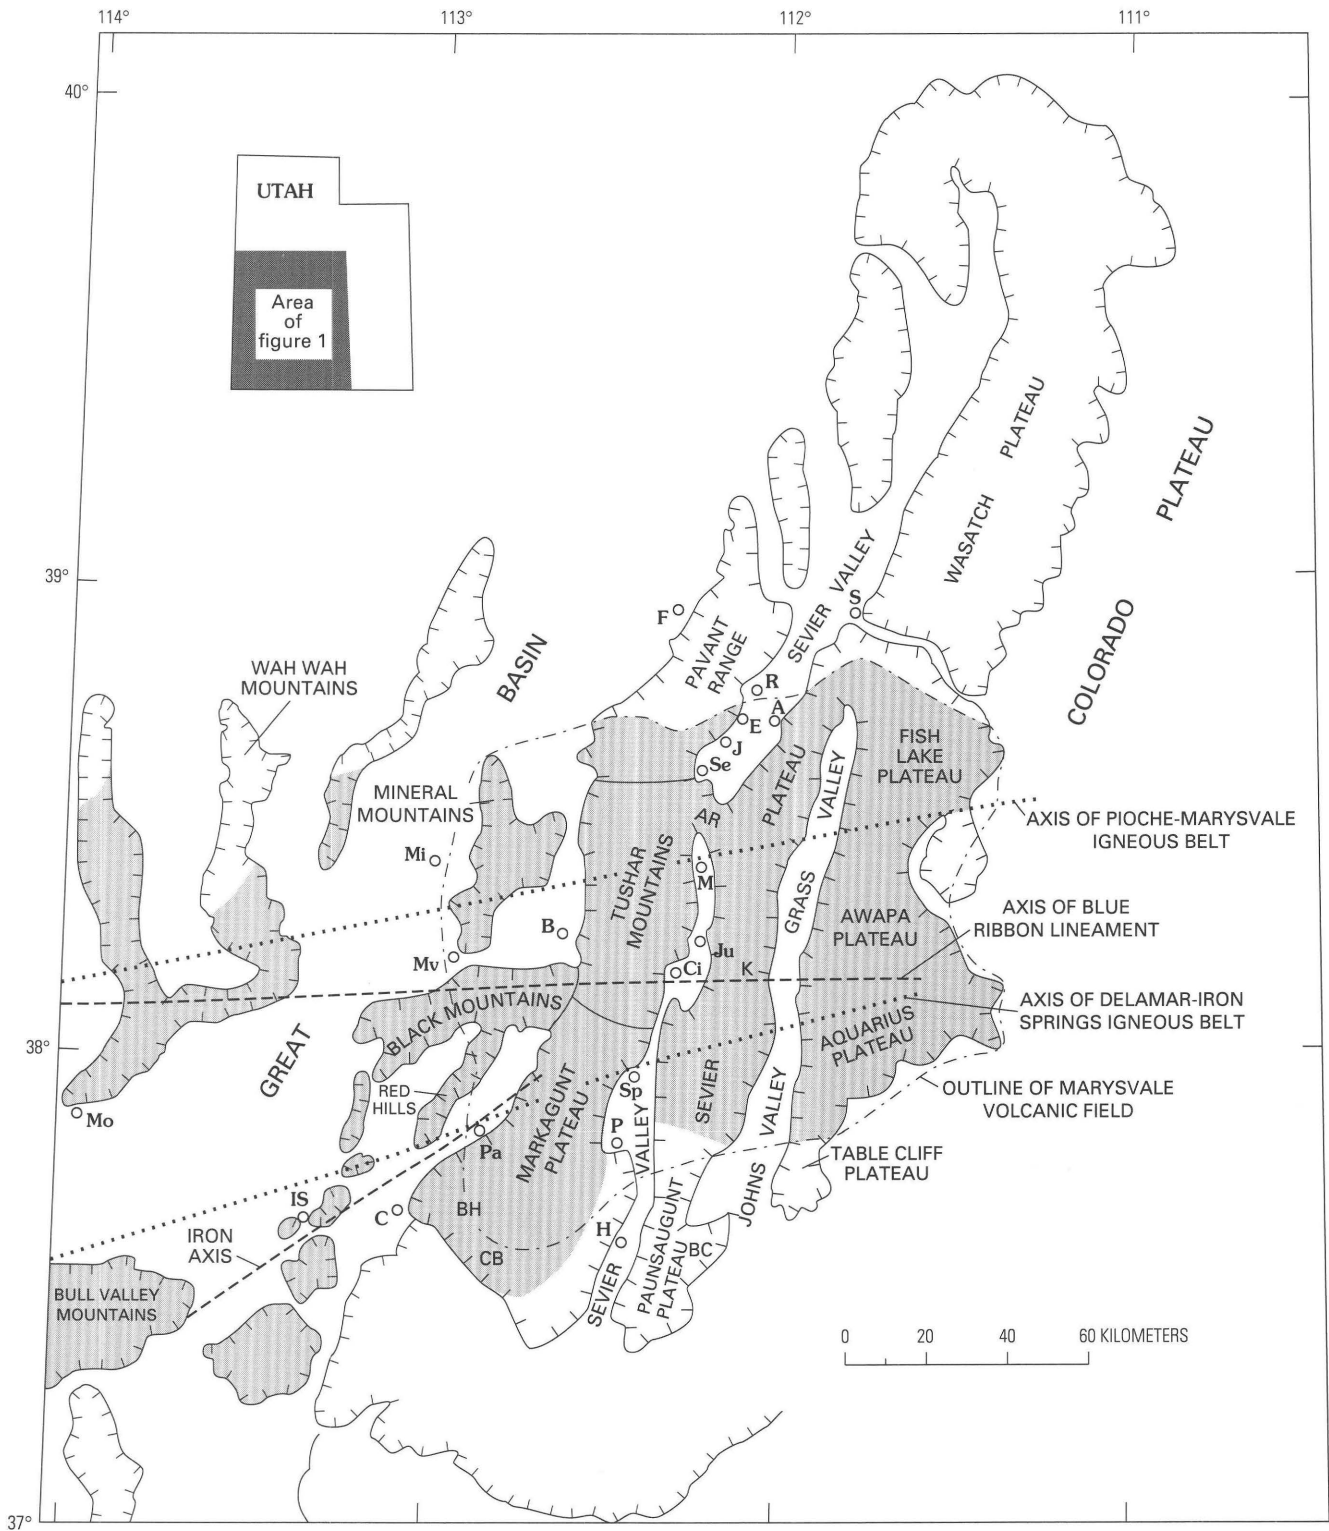 114°
113°
112°
111°
40°
UTAH
Area
of
figure 1
WASATCH PLATEAU
COLORADO PLATEAU
39°
SEVIER VALLEY
S
F
PAVANT
RANGE
GREAT BASIN
WAH WAH
MOUNTAINS
R
A
E
J
Se
FISH
LAKE
PLATEAU
MINERAL
MOUNTAINS
AR
SEVIER PLATEAU
GRASS VALLEY
AXIS OF PIOCHE-MARYSVALE
IGNEOUS BELT
Mi
M
TUSHAR
MOUNTAINS
AWAPA
PLATEAU
AXIS OF BLUE
RIBBON LINEAMENT
B
Ju
Mv
Ci
K
BLACK MOUNTAINS
AXIS OF DELAMAR-IRON
SPRINGS IGNEOUS BELT
AQUARIUS
PLATEAU
38°
RED
HILLS
Sp
OUTLINE OF MARYSVALE
VOLCANIC FIELD
Mo
MARKAGUNT
PLATEAU
P
Pa
SEVIER VALLEY
JOHNS VALLEY
TABLE CLIFF
PLATEAU
IS
C
BH
H
IRON
AXIS
CB
PAUNSAUGUNT
PLATEAU
BC
BULL VALLEY
MOUNTAINS
0 20 40 60 KILOMETERS
37°